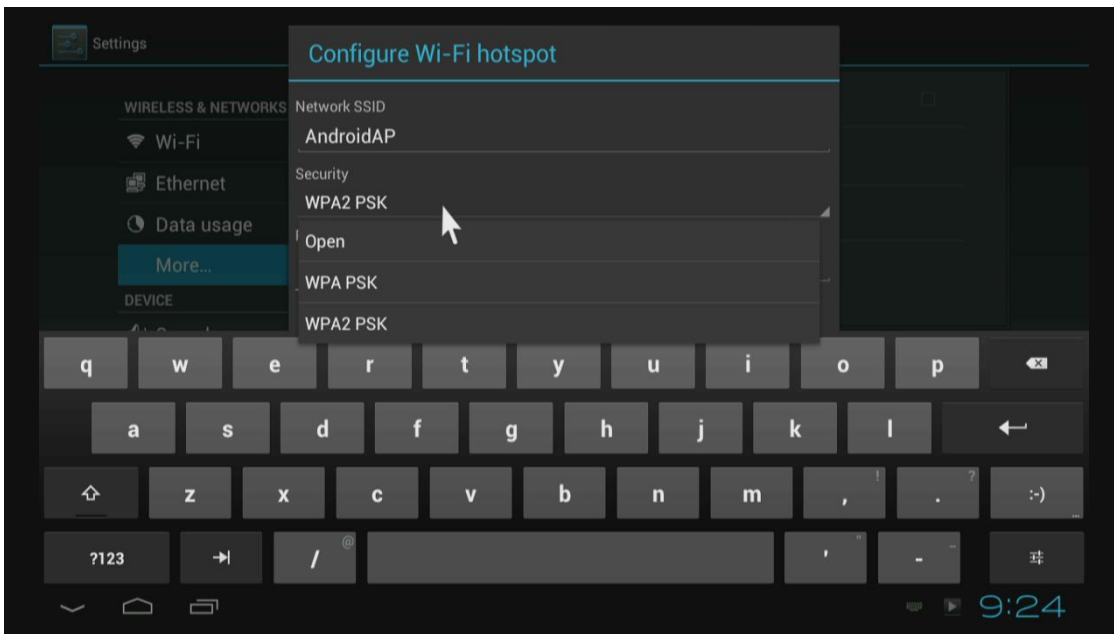 Settings
Configure Wi-Fi hotspot
WIRELESS & NETWORKS
Network SSID
Wi-Fi
AndroidAP
Ethernet
Security
WPA2 PSK
Data usage
Open
More...
WPA PSK
DEVICE
WPA2 PSK
q w e r t y u i o p
a s d f g h j k l
z x c v b n m , ! . ? :-) ...
?123 / @ ' " - _
9:24